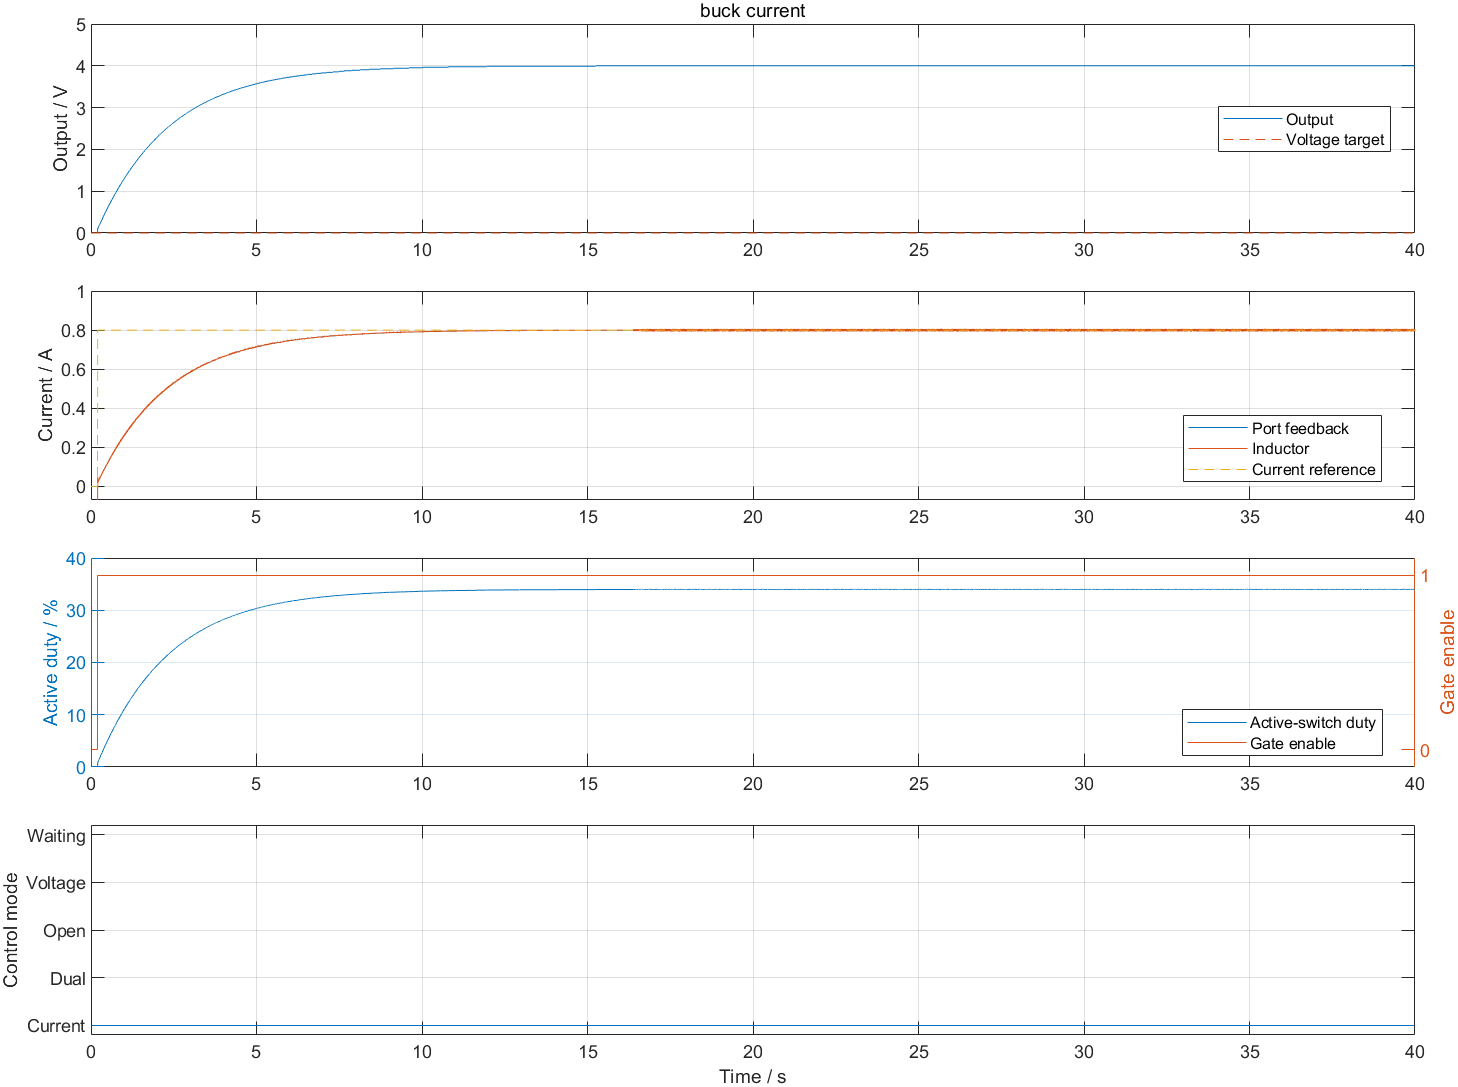 buck current
5
4
3
2
1
0
Output / V
Output
Voltage target
0 5 10 15 20 25 30 35 40
1
0.8
0.6
0.4
0.2
0
Current / A
Port feedback
Inductor
Current reference
0 5 10 15 20 25 30 35 40
40
30
20
10
0
Active duty / %
1
0
Gate enable
Active-switch duty
Gate enable
0 5 10 15 20 25 30 35 40
Waiting
Voltage
Open
Dual
Current
Control mode
0 5 10 15 20 25 30 35 40
Time / s